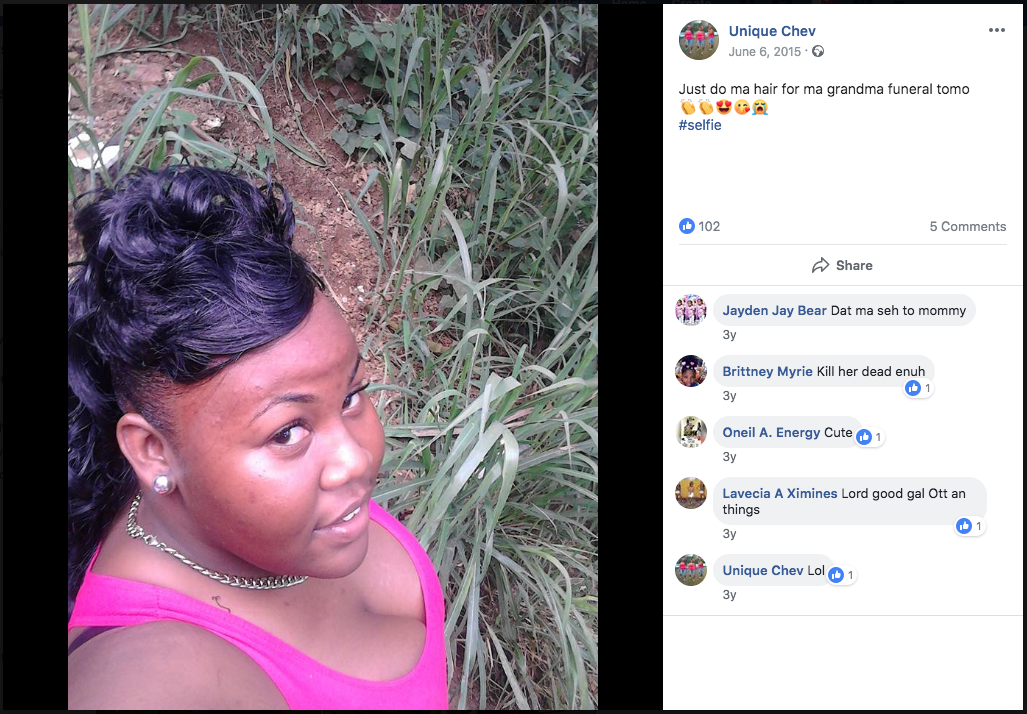 Unique Chev
June 6, 2015 ·
Just do ma hair for ma grandma funeral tomo
👏👏😍😘😭
#selfie
102
5 Comments
Share
Jayden Jay Bear Dat ma seh to mommy
3y
Brittney Myrie Kill her dead enuh
1
3y
Oneil A. Energy Cute
1
3y
Lavecia A Ximines Lord good gal Ott an
things
1
3y
Unique Chev Lol
1
3y